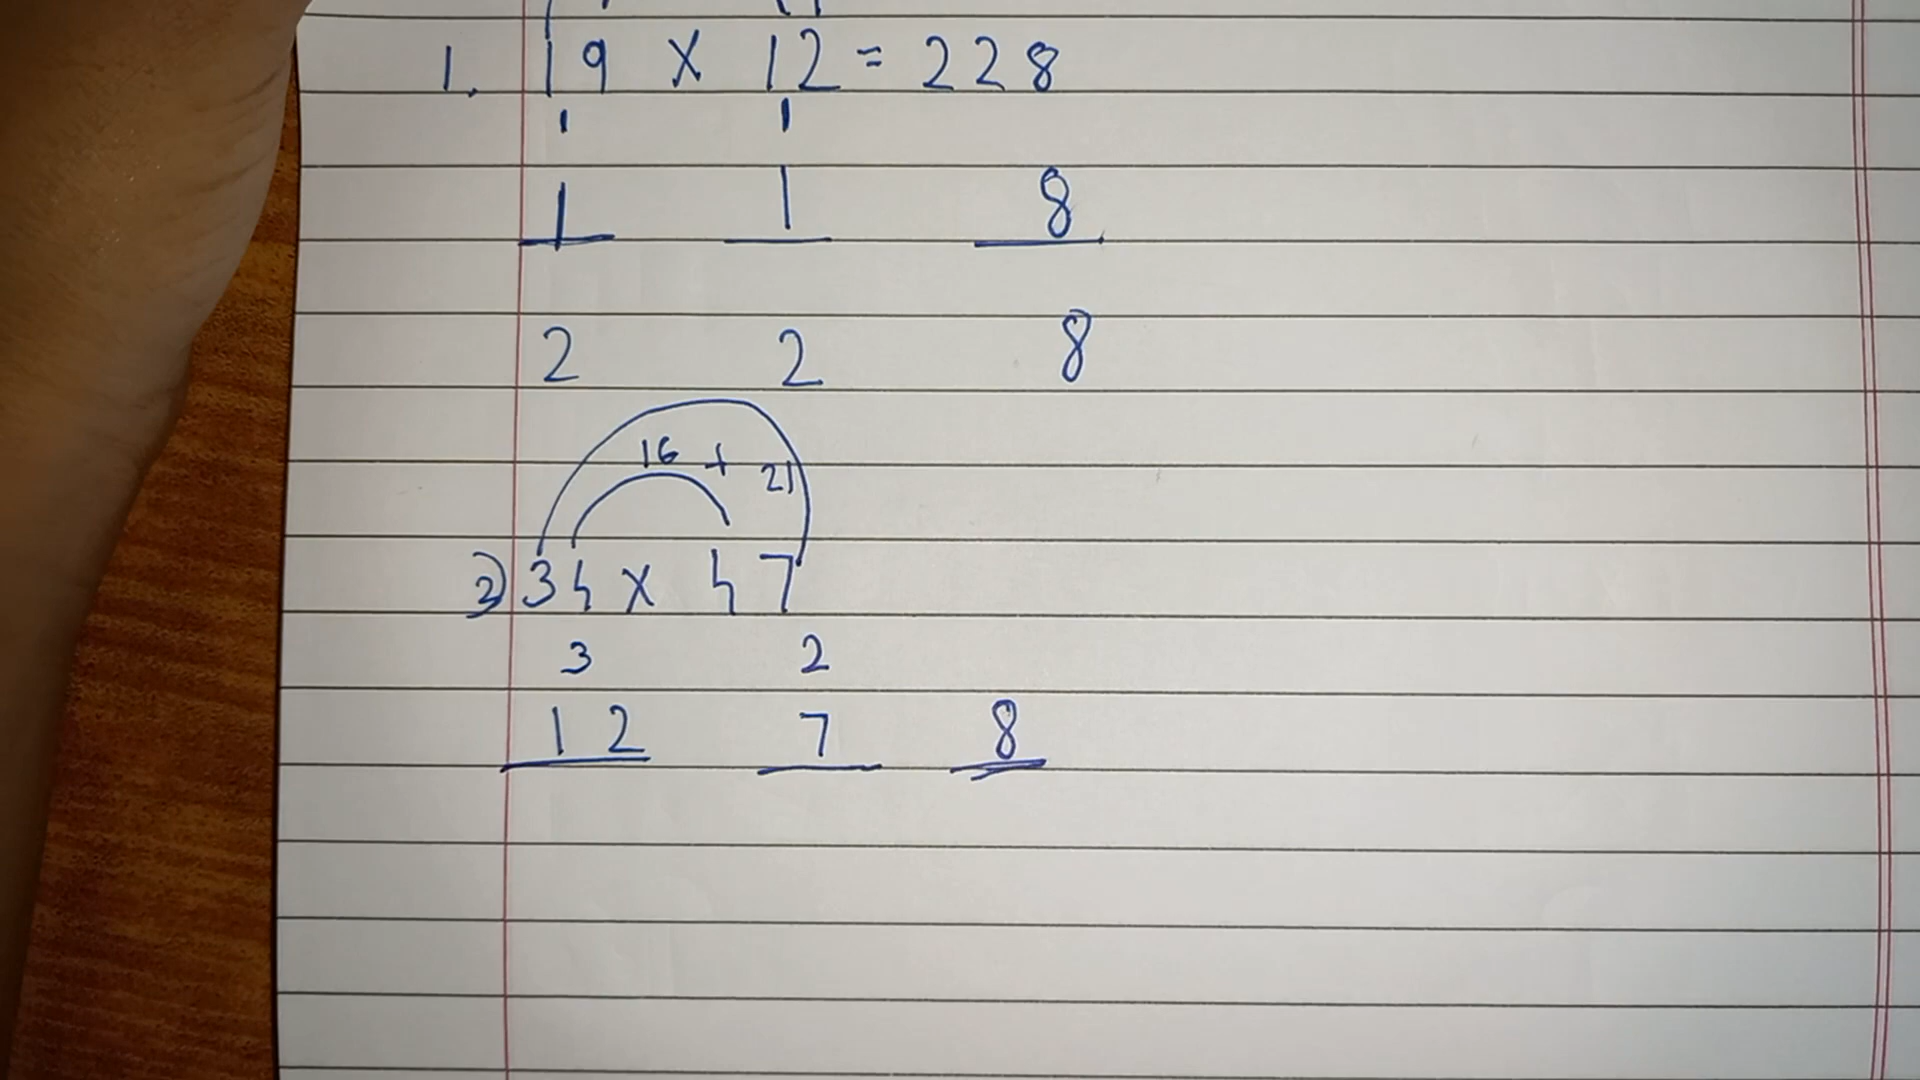 1. 19 X 12 = 228
1 1
1 1 8
2 2 8
16 + 21
2) 34 x 47
3 2
12 7 8